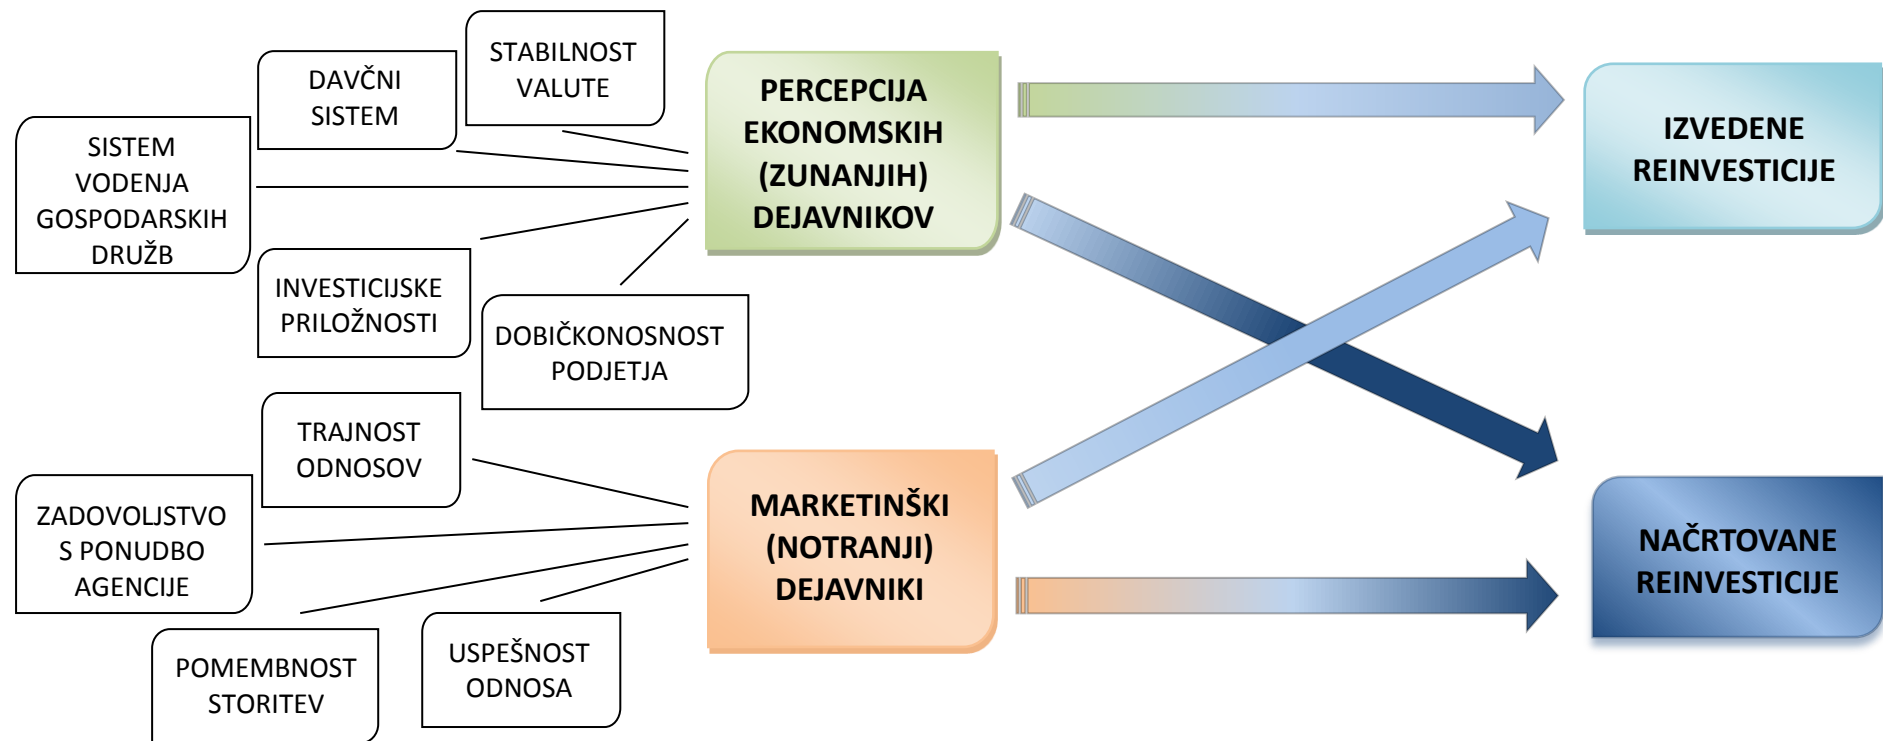 STABILNOST
VALUTE
DAVČNI
SISTEM
SISTEM
VODENJA
GOSPODARSKIH
DRUŽB
INVESTICIJSKE
PRILOŽNOSTI
DOBIČKONOSNOST
PODJETJA
PERCEPCIJA
EKONOMSKIH
(ZUNANJIH)
DEJAVNIKOV
IZVEDENE
REINVESTICIJE
TRAJNOST
ODNOSOV
ZADOVOLJSTVO
S PONUDBO
AGENCIJE
POMEMBNOST
STORITEV
USPEŠNOST
ODNOSA
MARKETINŠKI
(NOTRANJI)
DEJAVNIKI
NAČRTOVANE
REINVESTICIJE